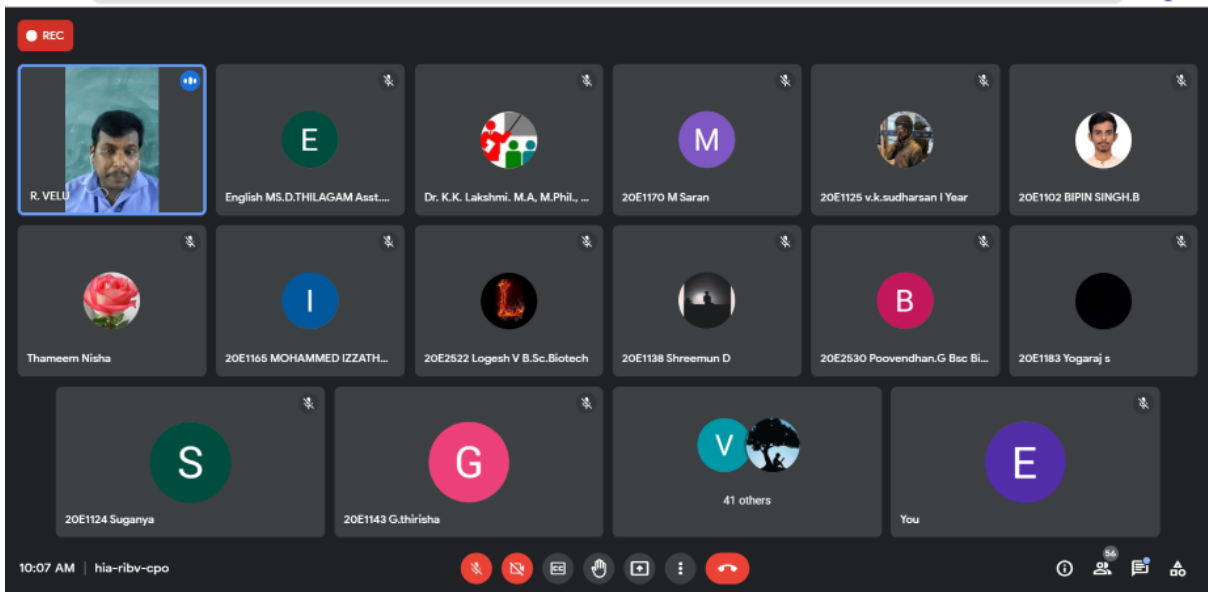 REC
R. VELU
E
English MS.D.THILAGAM Asst....
Dr. K.K. Lakshmi. M.A, M.Phil., ...
M
20E1170 M Saran
20E1125 v.k.sudharsan I Year
20E1102 BIPIN SINGH.B
Thameem Nisha
I
20E1165 MOHAMMED IZZATH...
L
20E2522 Logesh V B.Sc.Biotech
20E1138 Shreemun D
B
20E2530 Poovendhan.G Bsc Bi...
20E1183 Yogaraj s
S
20E1124 Suganya
G
20E1143 G.thirisha
V
41 others
E
You
10:07 AM | hia-ribv-cpo
CC
56